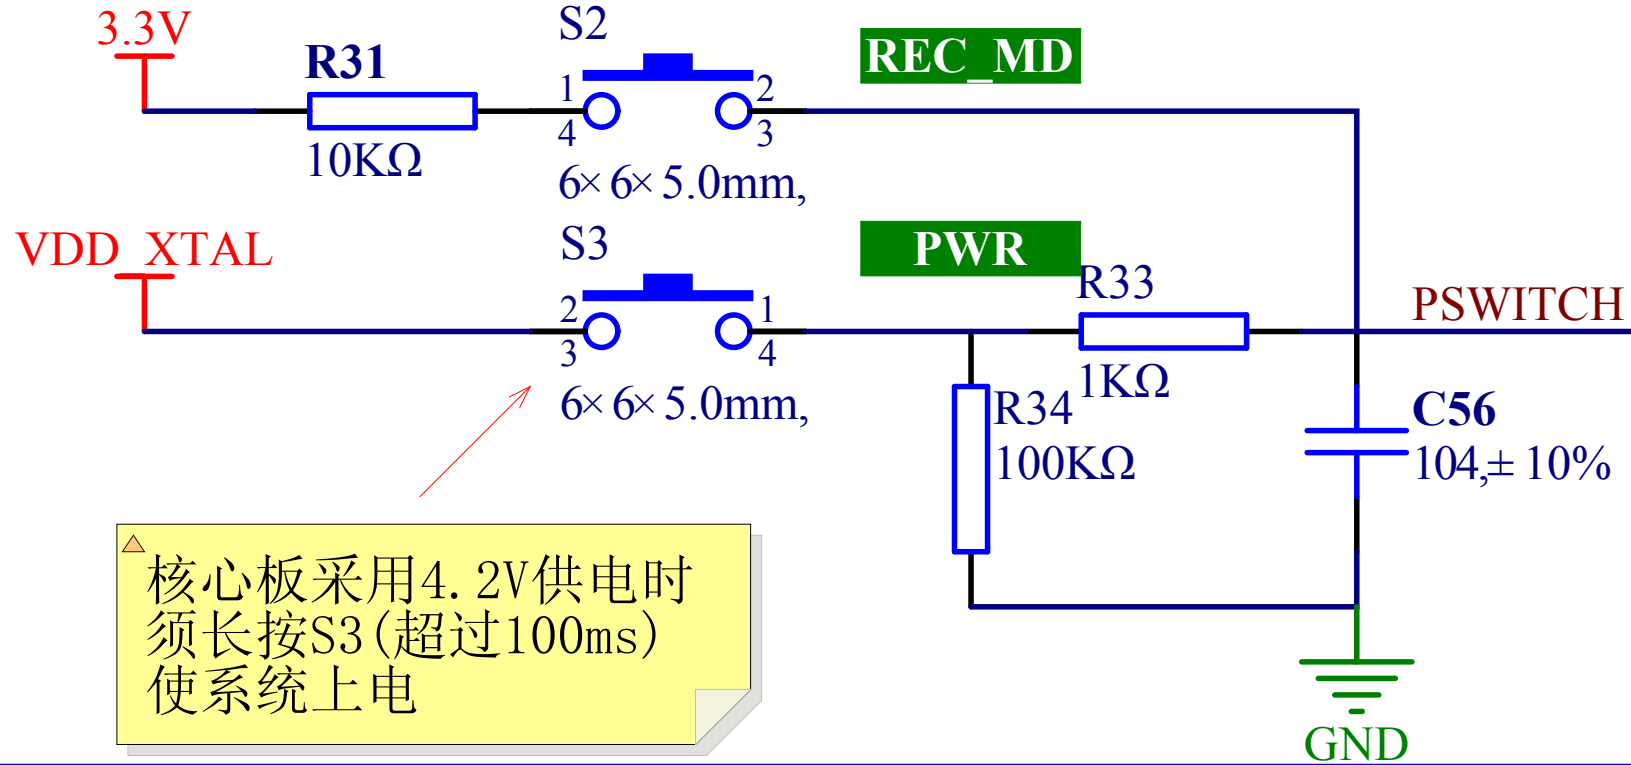 3.3V
R31
10KΩ
S2
1
2
4
3
6×6×5.0mm,
REC_MD
VDD_XTAL
S3
2
1
3
4
6×6×5.0mm,
PWR
R33
1KΩ
PSWITCH
R34
100KΩ
C56
104,±10%
GND
核心板采用4.2V供电时
须长按S3(超过100ms)
使系统上电